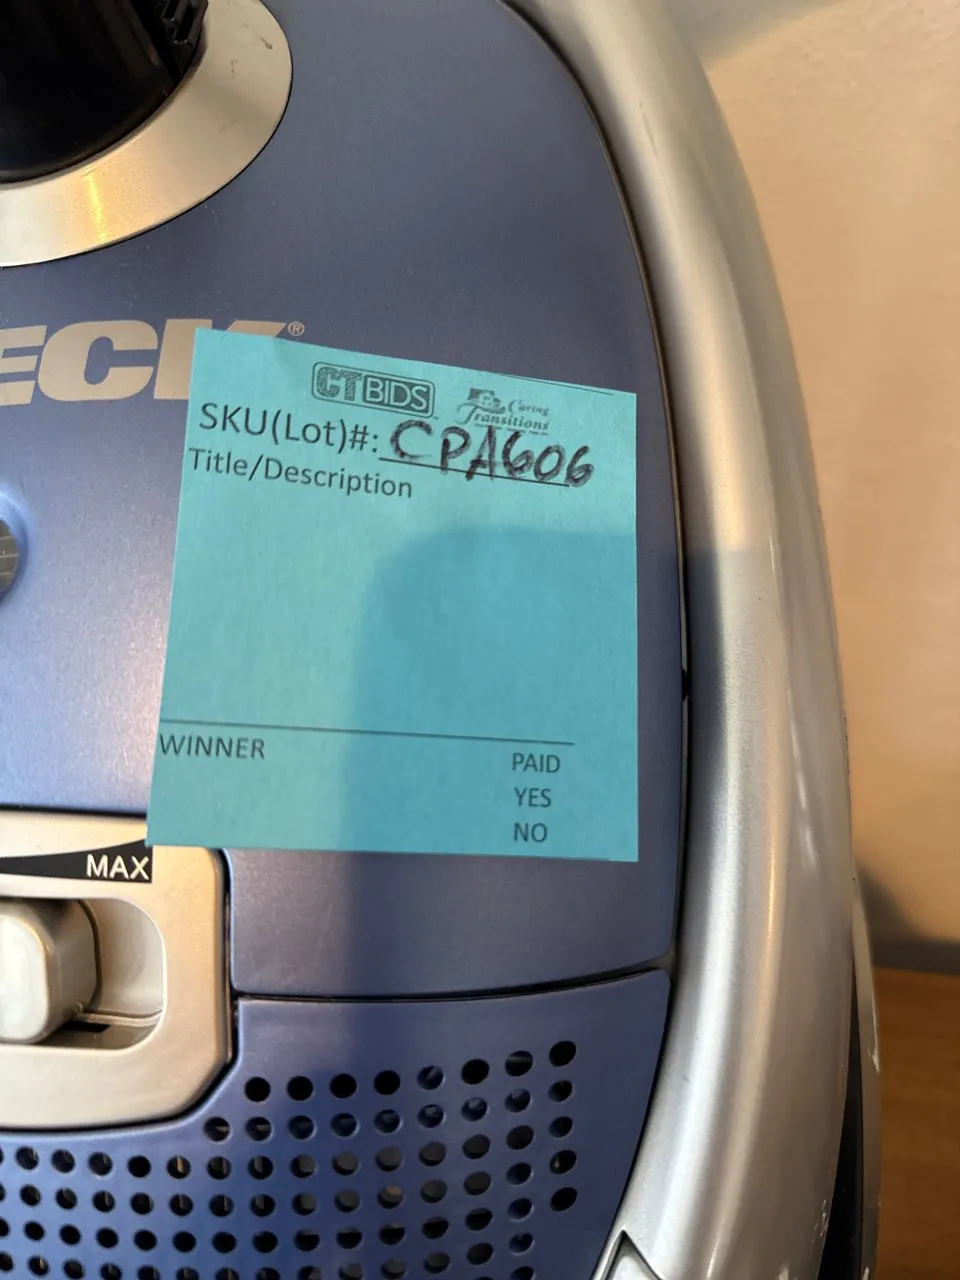 ECK®
CTBIDS
Caring
Transitions
SKU(Lot)#: CPA606
Title/Description
WINNER
PAID
YES
NO
MAX